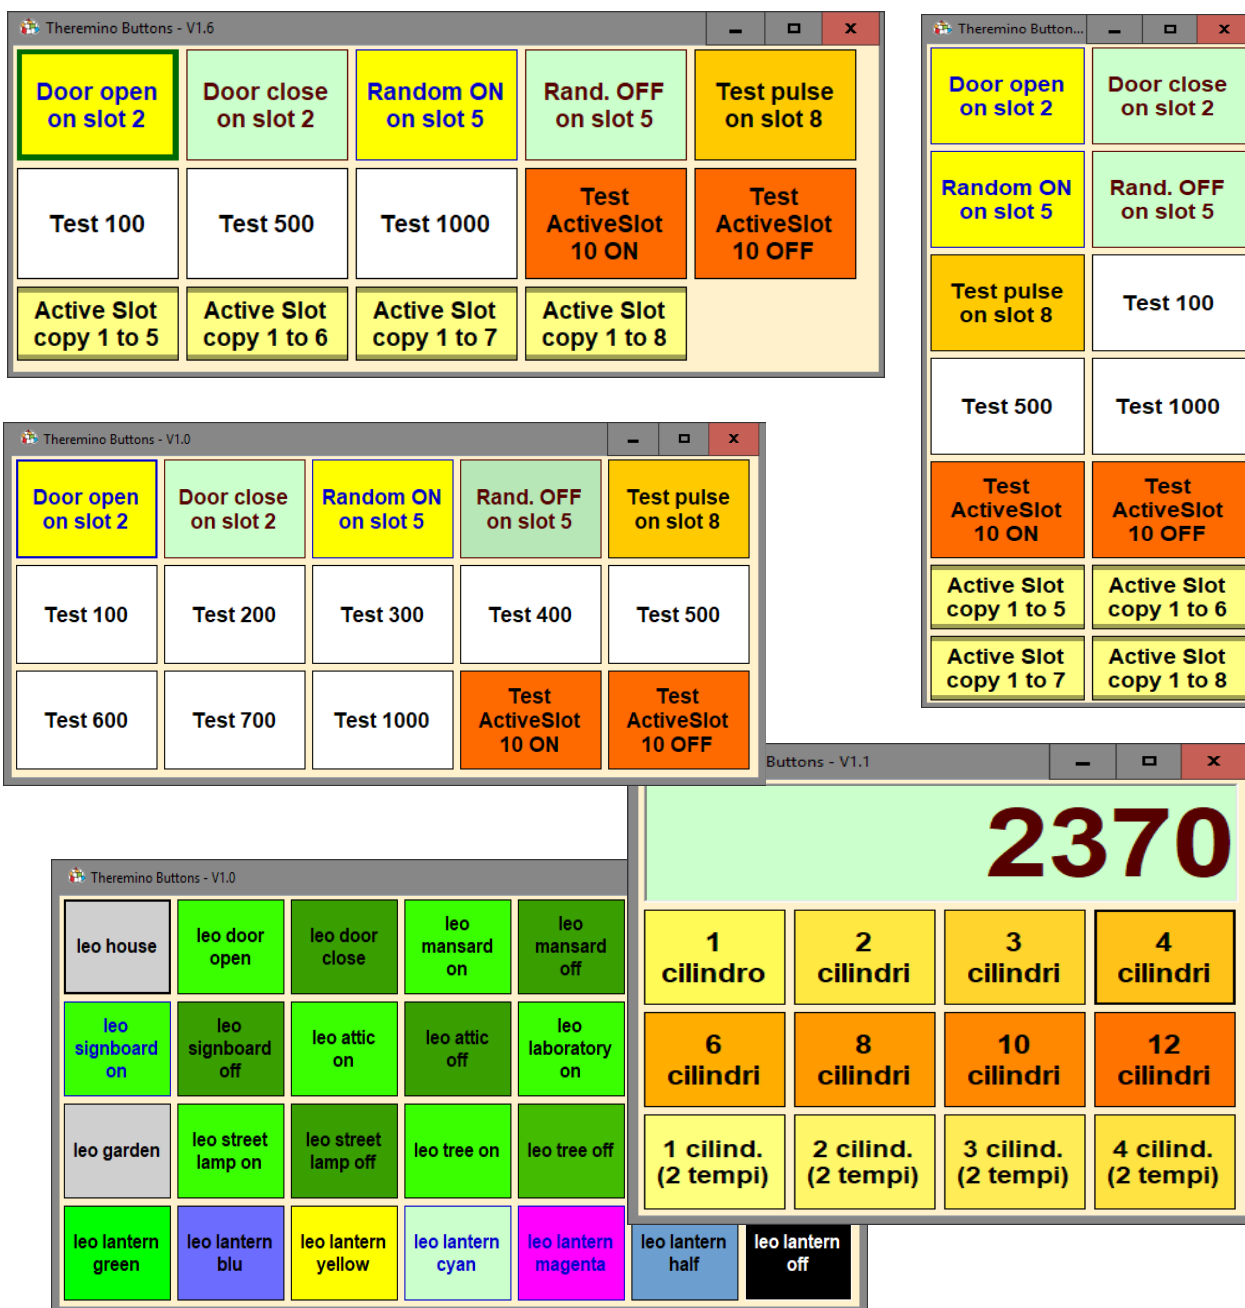 Theremino Buttons - V1.6
Door open
on slot 2
Door close
on slot 2
Random ON
on slot 5
Rand. OFF
on slot 5
Test pulse
on slot 8
Test 100
Test 500
Test 1000
Test
ActiveSlot
10 ON
Test
ActiveSlot
10 OFF
Active Slot
copy 1 to 5
Active Slot
copy 1 to 6
Active Slot
copy 1 to 7
Active Slot
copy 1 to 8
Theremino Button...
Door open
on slot 2
Door close
on slot 2
Random ON
on slot 5
Rand. OFF
on slot 5
Test pulse
on slot 8
Test 100
Test 500
Test 1000
Test
ActiveSlot
10 ON
Test
ActiveSlot
10 OFF
Active Slot
copy 1 to 5
Active Slot
copy 1 to 6
Active Slot
copy 1 to 7
Active Slot
copy 1 to 8
Theremino Buttons - V1.0
Door open
on slot 2
Door close
on slot 2
Random ON
on slot 5
Rand. OFF
on slot 5
Test pulse
on slot 8
Test 100
Test 200
Test 300
Test 400
Test 500
Test 600
Test 700
Test 1000
Test
ActiveSlot
10 ON
Test
ActiveSlot
10 OFF
Buttons - V1.1
2370
1
cilindro
2
cilindri
3
cilindri
4
cilindri
6
cilindri
8
cilindri
10
cilindri
12
cilindri
1 cilind.
(2 tempi)
2 cilind.
(2 tempi)
3 cilind.
(2 tempi)
4 cilind.
(2 tempi)
Theremino Buttons - V1.0
leo house
leo door
open
leo door
close
leo
mansard
on
leo
mansard
off
leo
signboard
on
leo
signboard
off
leo attic
on
leo attic
off
leo
laboratory
on
leo garden
leo street
lamp on
leo street
lamp off
leo tree on
leo tree off
leo lantern
green
leo lantern
blu
leo lantern
yellow
leo lantern
cyan
leo lantern
magenta
leo lantern
half
leo lantern
off